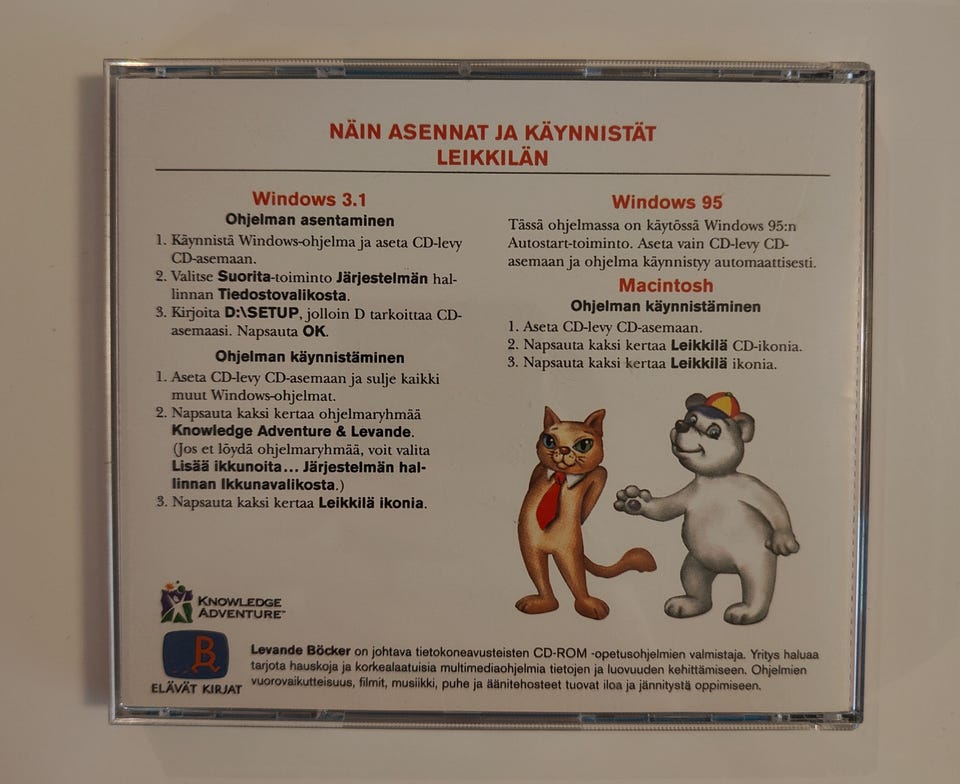 NÄIN ASENNAT JA KÄYNNISTÄT
LEIKKILÄN
Windows 3.1
Ohjelman asentaminen
1. Käynnistä Windows-ohjelma ja aseta CD-levy
CD-asemaan.
2. Valitse Suorita-toiminto Järjestelmän hal-
linnan Tiedostovalikosta.
3. Kirjoita D:\SETUP, jolloin D tarkoittaa CD-
asemaasi. Napsauta OK.
Ohjelman käynnistäminen
1. Aseta CD-levy CD-asemaan ja sulje kaikki
muut Windows-ohjelmat.
2. Napsauta kaksi kertaa ohjelmaryhmää
Knowledge Adventure & Levande.
(Jos et löydä ohjelmaryhmää, voit valita
Lisää ikkunoita... Järjestelmän hal-
linnan Ikkunavalikosta.)
3. Napsauta kaksi kertaa Leikkilä ikonia.
Windows 95
Tässä ohjelmassa on käytössä Windows 95:n
Autostart-toiminto. Aseta vain CD-levy CD-
asemaan ja ohjelma käynnistyy automaattisesti.
Macintosh
Ohjelman käynnistäminen
1. Aseta CD-levy CD-asemaan.
2. Napsauta kaksi kertaa Leikkilä CD-ikonia.
3. Napsauta kaksi kertaa Leikkilä ikonia.
KNOWLEDGE
ADVENTURE™
B
ELÄVÄT KIRJAT
Levande Böcker on johtava tietokoneavusteisten CD-ROM -opetusohjelmien valmistaja. Yritys haluaa
tarjota hauskoja ja korkealaatuisia multimediaohjelmia tietojen ja luovuuden kehittämiseen. Ohjelmien
vuorovaikutteisuus, filmit, musiikki, puhe ja äänitehosteet tuovat iloa ja jännitystä oppimiseen.